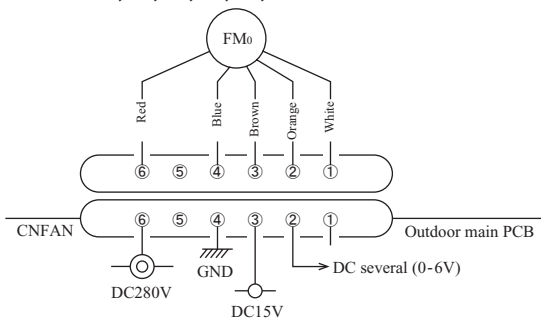 FM0
Red
Blue
Brown
Orange
White
⑥ ⑤ ④ ③ ② ①
⑥ ⑤ ④ ③ ② ①
CNFAN
Outdoor main PCB
GND
DC several (0-6V)
DC280V
DC15V